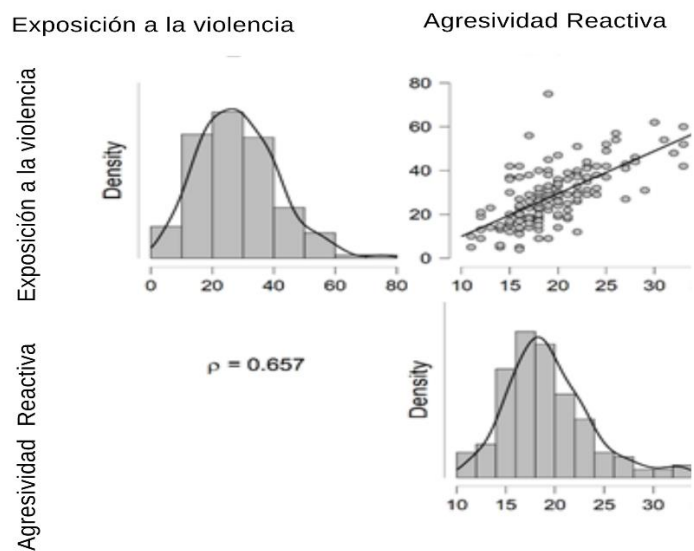 Exposición a la violencia
Agresividad Reactiva
Exposición a la violencia
Density
80
60
40
20
0
0 20 40 60 80
10 15 20 25 30
Agresividad Reactiva
ρ = 0.657
Density
10 15 20 25 30